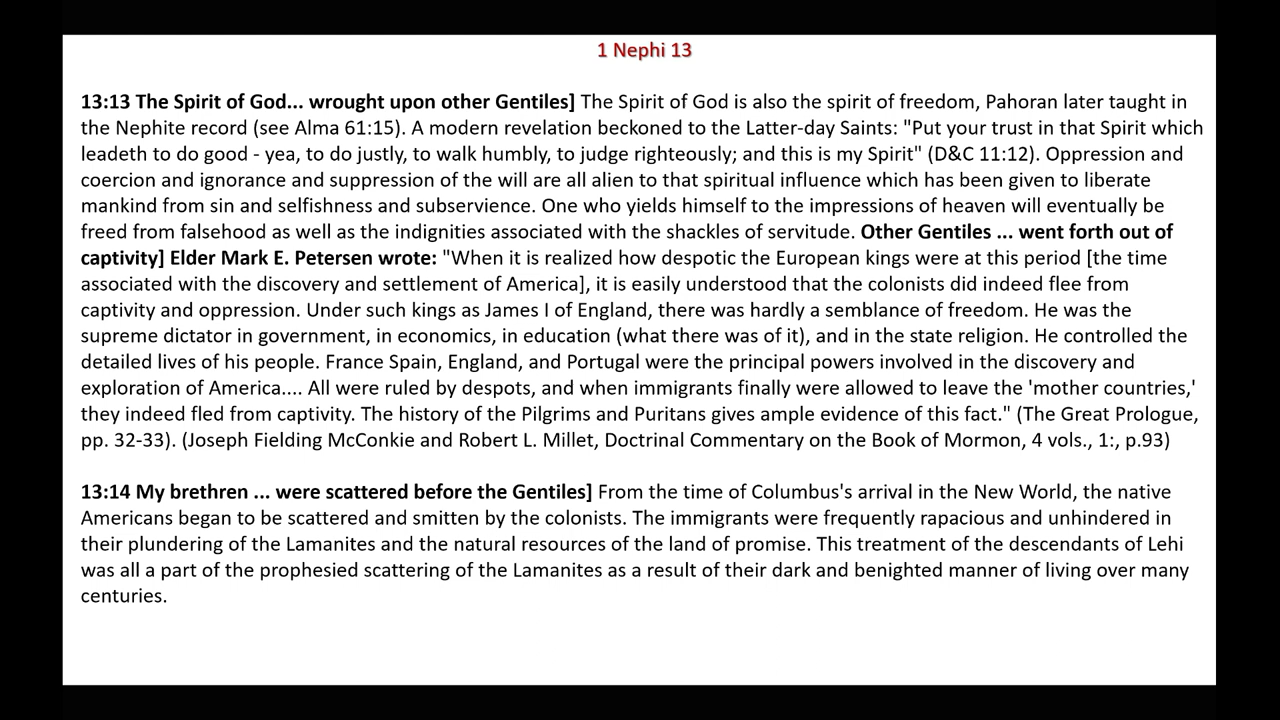 1 Nephi 13
13:13 The Spirit of God... wrought upon other Gentiles] The Spirit of God is also the spirit of freedom, Pahoran later taught in
the Nephite record (see Alma 61:15). A modern revelation beckoned to the Latter-day Saints: "Put your trust in that Spirit which
leadeth to do good - yea, to do justly, to walk humbly, to judge righteously; and this is my Spirit" (D&C 11:12). Oppression and
coercion and ignorance and suppression of the will are all alien to that spiritual influence which has been given to liberate
mankind from sin and selfishness and subservience. One who yields himself to the impressions of heaven will eventually be
freed from falsehood as well as the indignities associated with the shackles of servitude. Other Gentiles ... went forth out of
captivity] Elder Mark E. Petersen wrote: "When it is realized how despotic the European kings were at this period [the time
associated with the discovery and settlement of America], it is easily understood that the colonists did indeed flee from
captivity and oppression. Under such kings as James I of England, there was hardly a semblance of freedom. He was the
supreme dictator in government, in economics, in education (what there was of it), and in the state religion. He controlled the
detailed lives of his people. France Spain, England, and Portugal were the principal powers involved in the discovery and
exploration of America.... All were ruled by despots, and when immigrants finally were allowed to leave the 'mother countries,'
they indeed fled from captivity. The history of the Pilgrims and Puritans gives ample evidence of this fact." (The Great Prologue,
pp. 32-33). (Joseph Fielding McConkie and Robert L. Millet, Doctrinal Commentary on the Book of Mormon, 4 vols., 1:, p.93)
13:14 My brethren ... were scattered before the Gentiles] From the time of Columbus's arrival in the New World, the native
Americans began to be scattered and smitten by the colonists. The immigrants were frequently rapacious and unhindered in
their plundering of the Lamanites and the natural resources of the land of promise. This treatment of the descendants of Lehi
was all a part of the prophesied scattering of the Lamanites as a result of their dark and benighted manner of living over many
centuries.